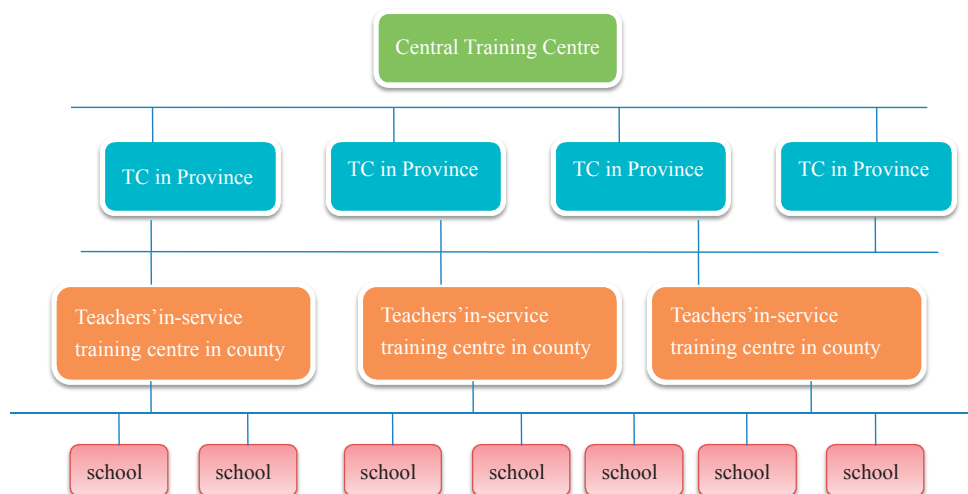 Central Training Centre
TC in Province
TC in Province
TC in Province
TC in Province
Teachers’in-service
training centre in county
Teachers’in-service
training centre in county
Teachers’in-service
training centre in county
school
school
school
school
school
school
school